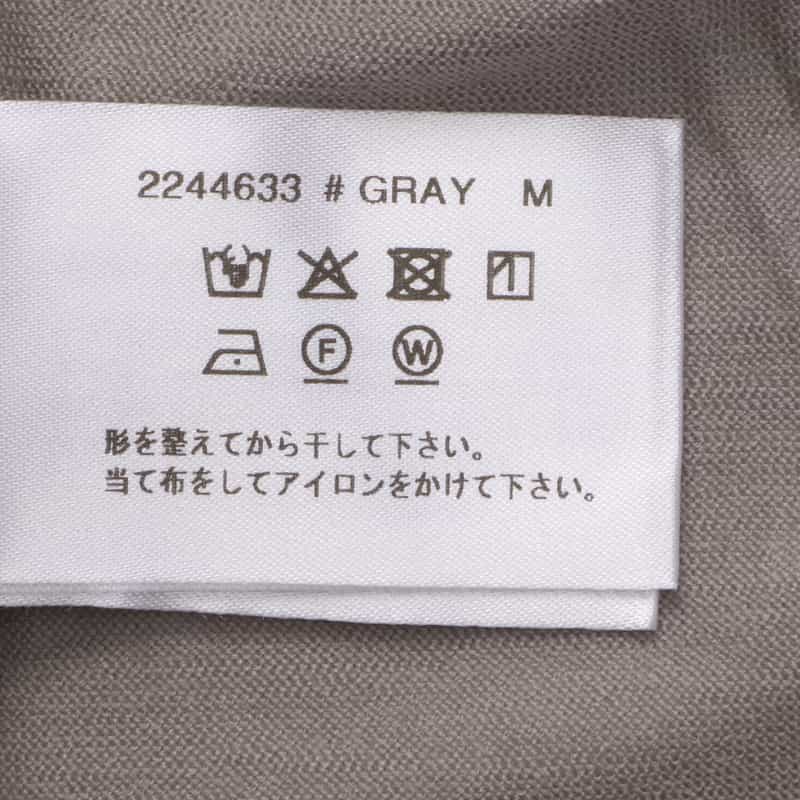 2244633 # GRAY M
F W
形を整えてから干して下さい。
当て布をしてアイロンをかけて下さい。